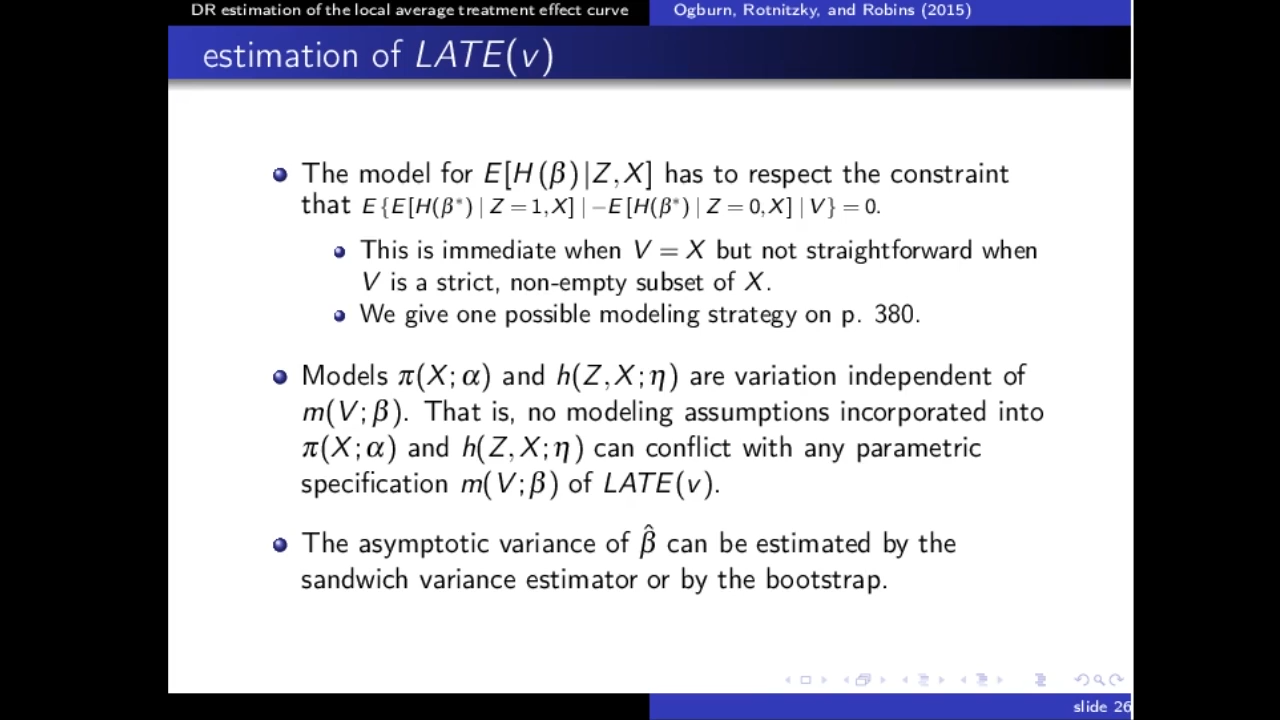 DR estimation of the local average treatment effect curve
Ogburn, Rotnitzky, and Robins (2015)
estimation of LATE(v)
The model for E[H(β)|Z,X] has to respect the constraint
that E{E[H(β*) | Z = 1,X] | −E[H(β*) | Z = 0,X] | V} = 0.
This is immediate when V = X but not straightforward when
V is a strict, non-empty subset of X.
We give one possible modeling strategy on p. 380.
Models π(X;α) and h(Z,X;η) are variation independent of
m(V;β). That is, no modeling assumptions incorporated into
π(X;α) and h(Z,X;η) can conflict with any parametric
specification m(V;β) of LATE(v).
The asymptotic variance of β̂ can be estimated by the
sandwich variance estimator or by the bootstrap.
slide 26